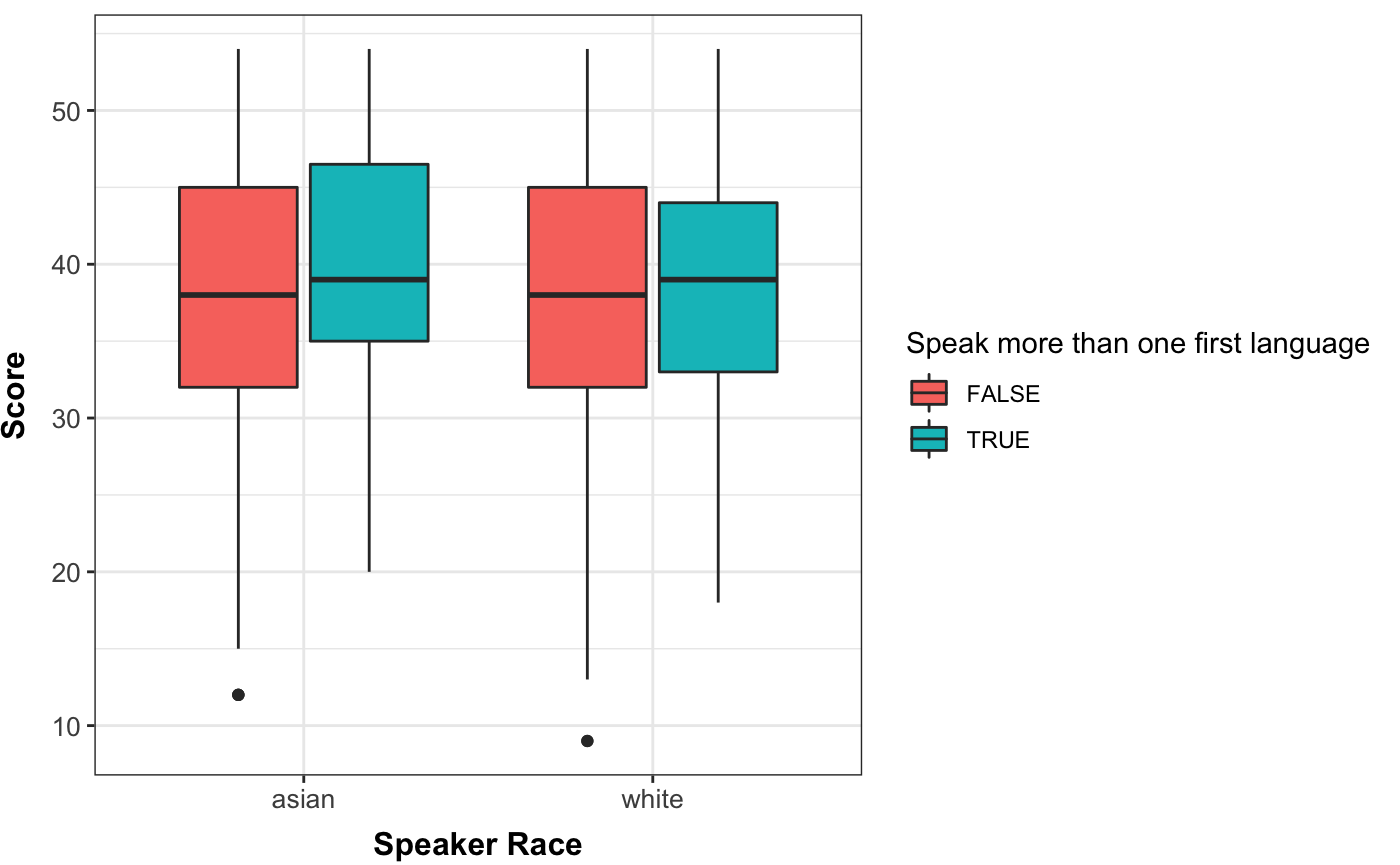 Score
50
40
30
20
10
asian
white
Speaker Race
Speak more than one first language
FALSE
TRUE